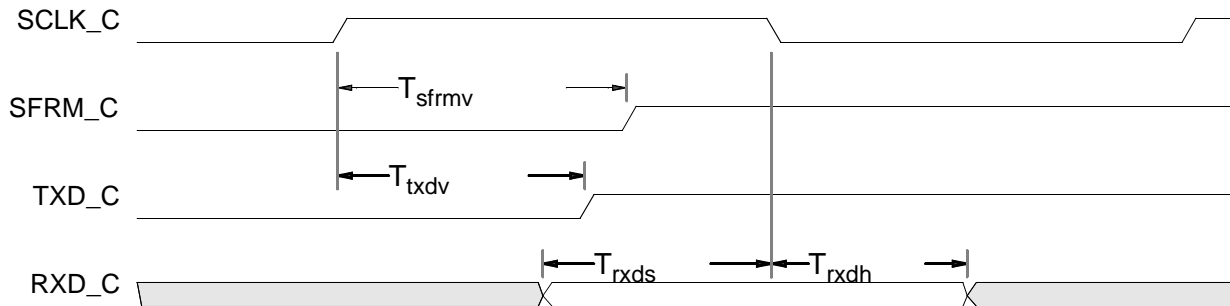 SCLK_C
T_sfrmv
SFRM_C
T_txdv
TXD_C
T_rxds T_rxdh
RXD_C